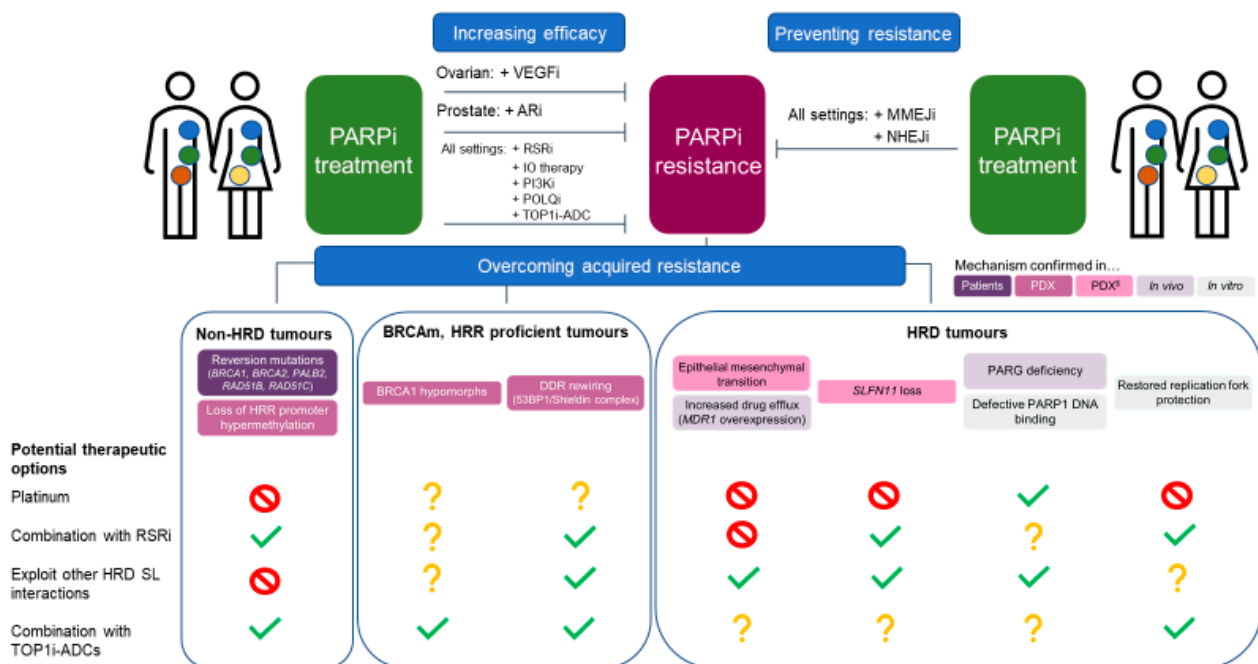 Increasing efficacy
Preventing resistance
PARPi
treatment
Ovarian: + VEGFi
Prostate: + ARi
All settings: + RSRi
+ IO therapy
+ PI3Ki
+ POLQi
+ TOP1i-ADC
PARPi
resistance
All settings: + MMEJi
+ NHEJi
PARPi
treatment
Overcoming acquired resistance
Mechanism confirmed in…
Patients
PDX
PDX$
In vivo
In vitro
Non-HRD tumours
Reversion mutations
(BRCA1, BRCA2, PALB2,
RAD51B, RAD51C)
Loss of HRR promoter
hypermethylation
BRCAm, HRR proficient tumours
BRCA1 hypomorphs
DDR rewiring
(53BP1/Shieldin complex)
HRD tumours
Epithelial mesenchymal
transition
Increased drug efflux
(MDR1 overexpression)
SLFN11 loss
PARG deficiency
Defective PARP1 DNA
binding
Restored replication fork
protection
Potential therapeutic
options
Platinum
? ?
Combination with RSRi
? ?
Exploit other HRD SL
interactions
? ?
Combination with
TOP1i-ADCs
? ? ?